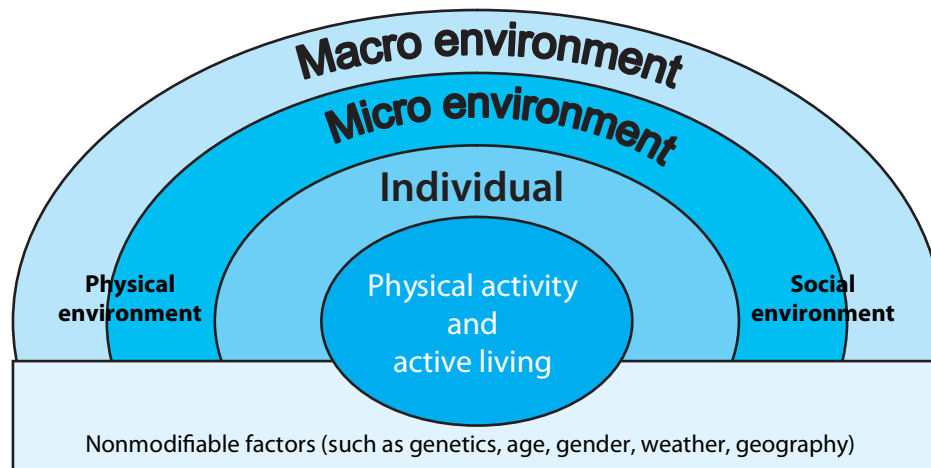 Macro environment
Micro environment
Individual
Physical
environment
Social
environment
Physical activity
and
active living
Nonmodifiable factors (such as genetics, age, gender, weather, geography)